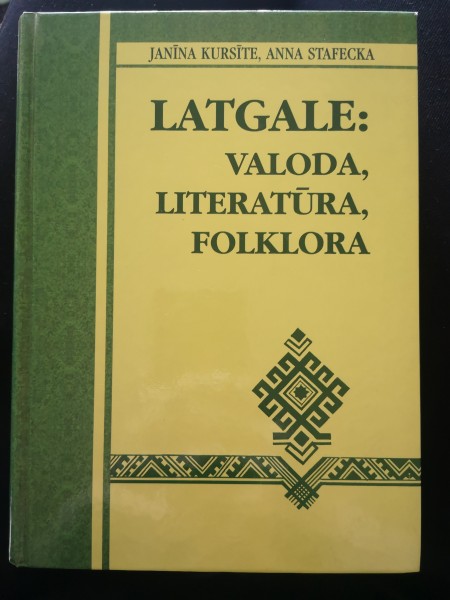 JANĪNA KURSĪTE, ANNA STAFECKA
LATGALE:
VALODA,
LITERATŪRA,
FOLKLORA